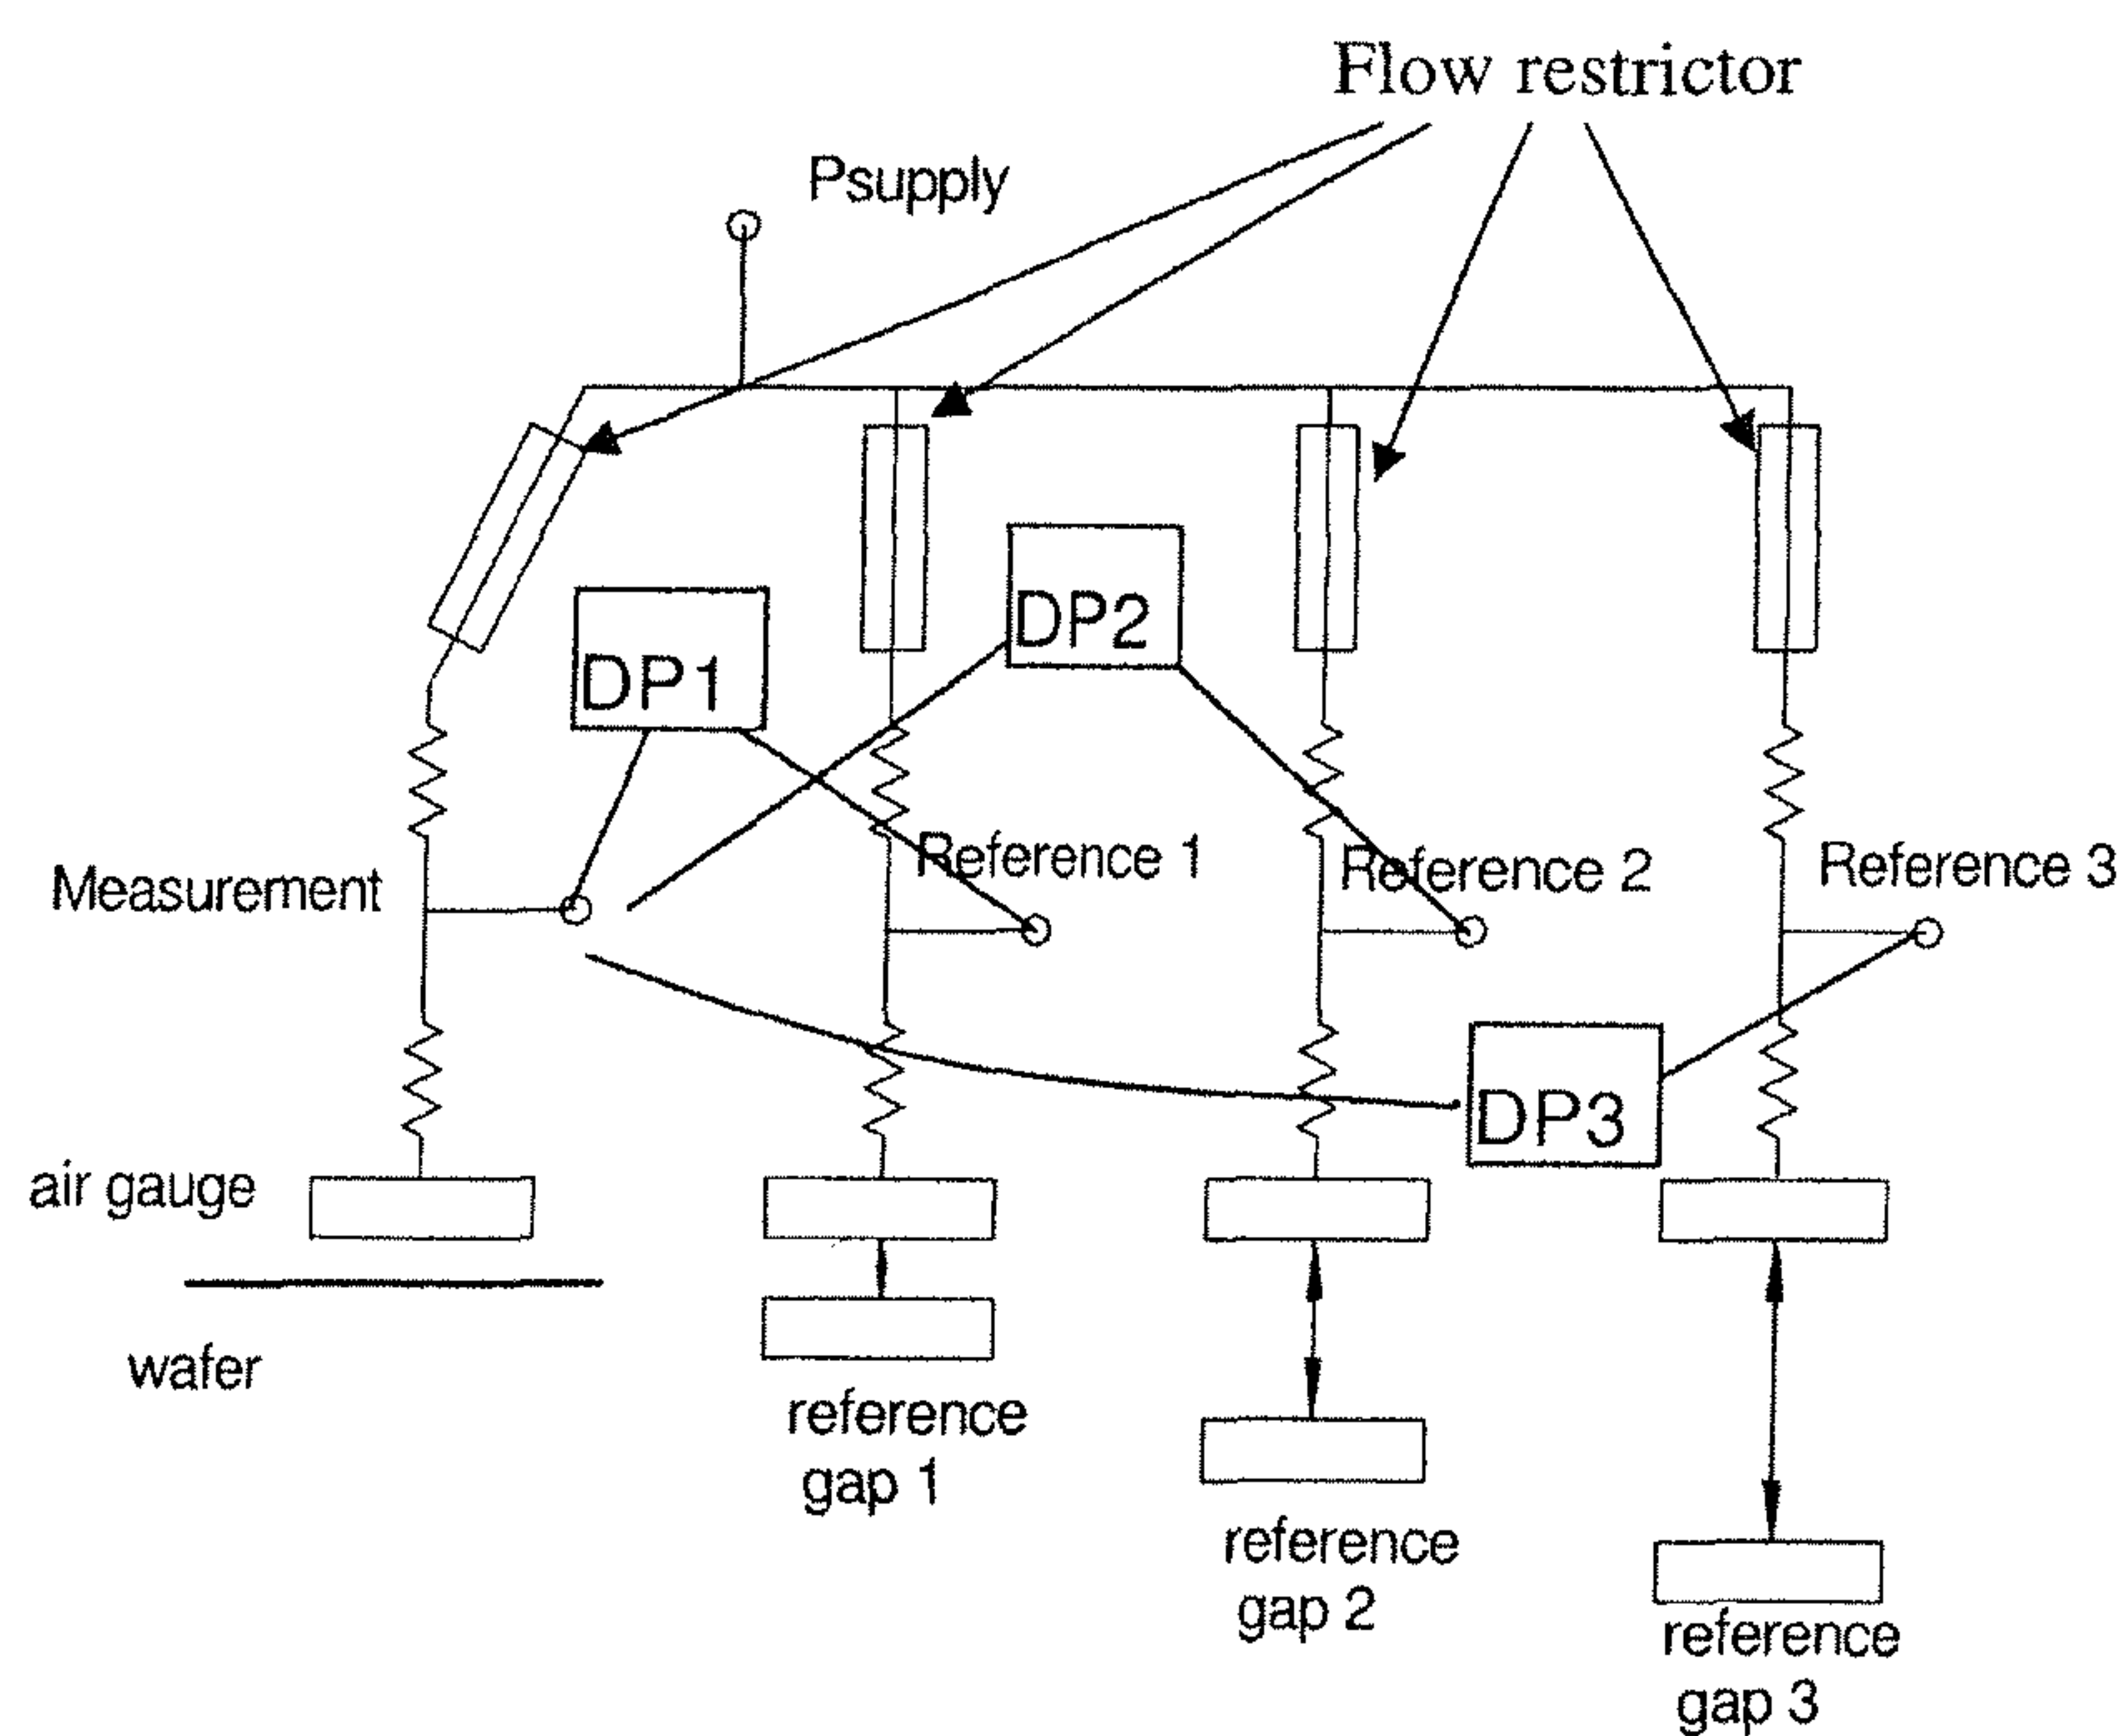 Flow restrictor
Psupply
DP2
DP1
Reference 1
Reference 2
Reference 3
Measurement
DP3
air gauge
wafer
reference
gap 1
reference
gap 2
reference
gap 3